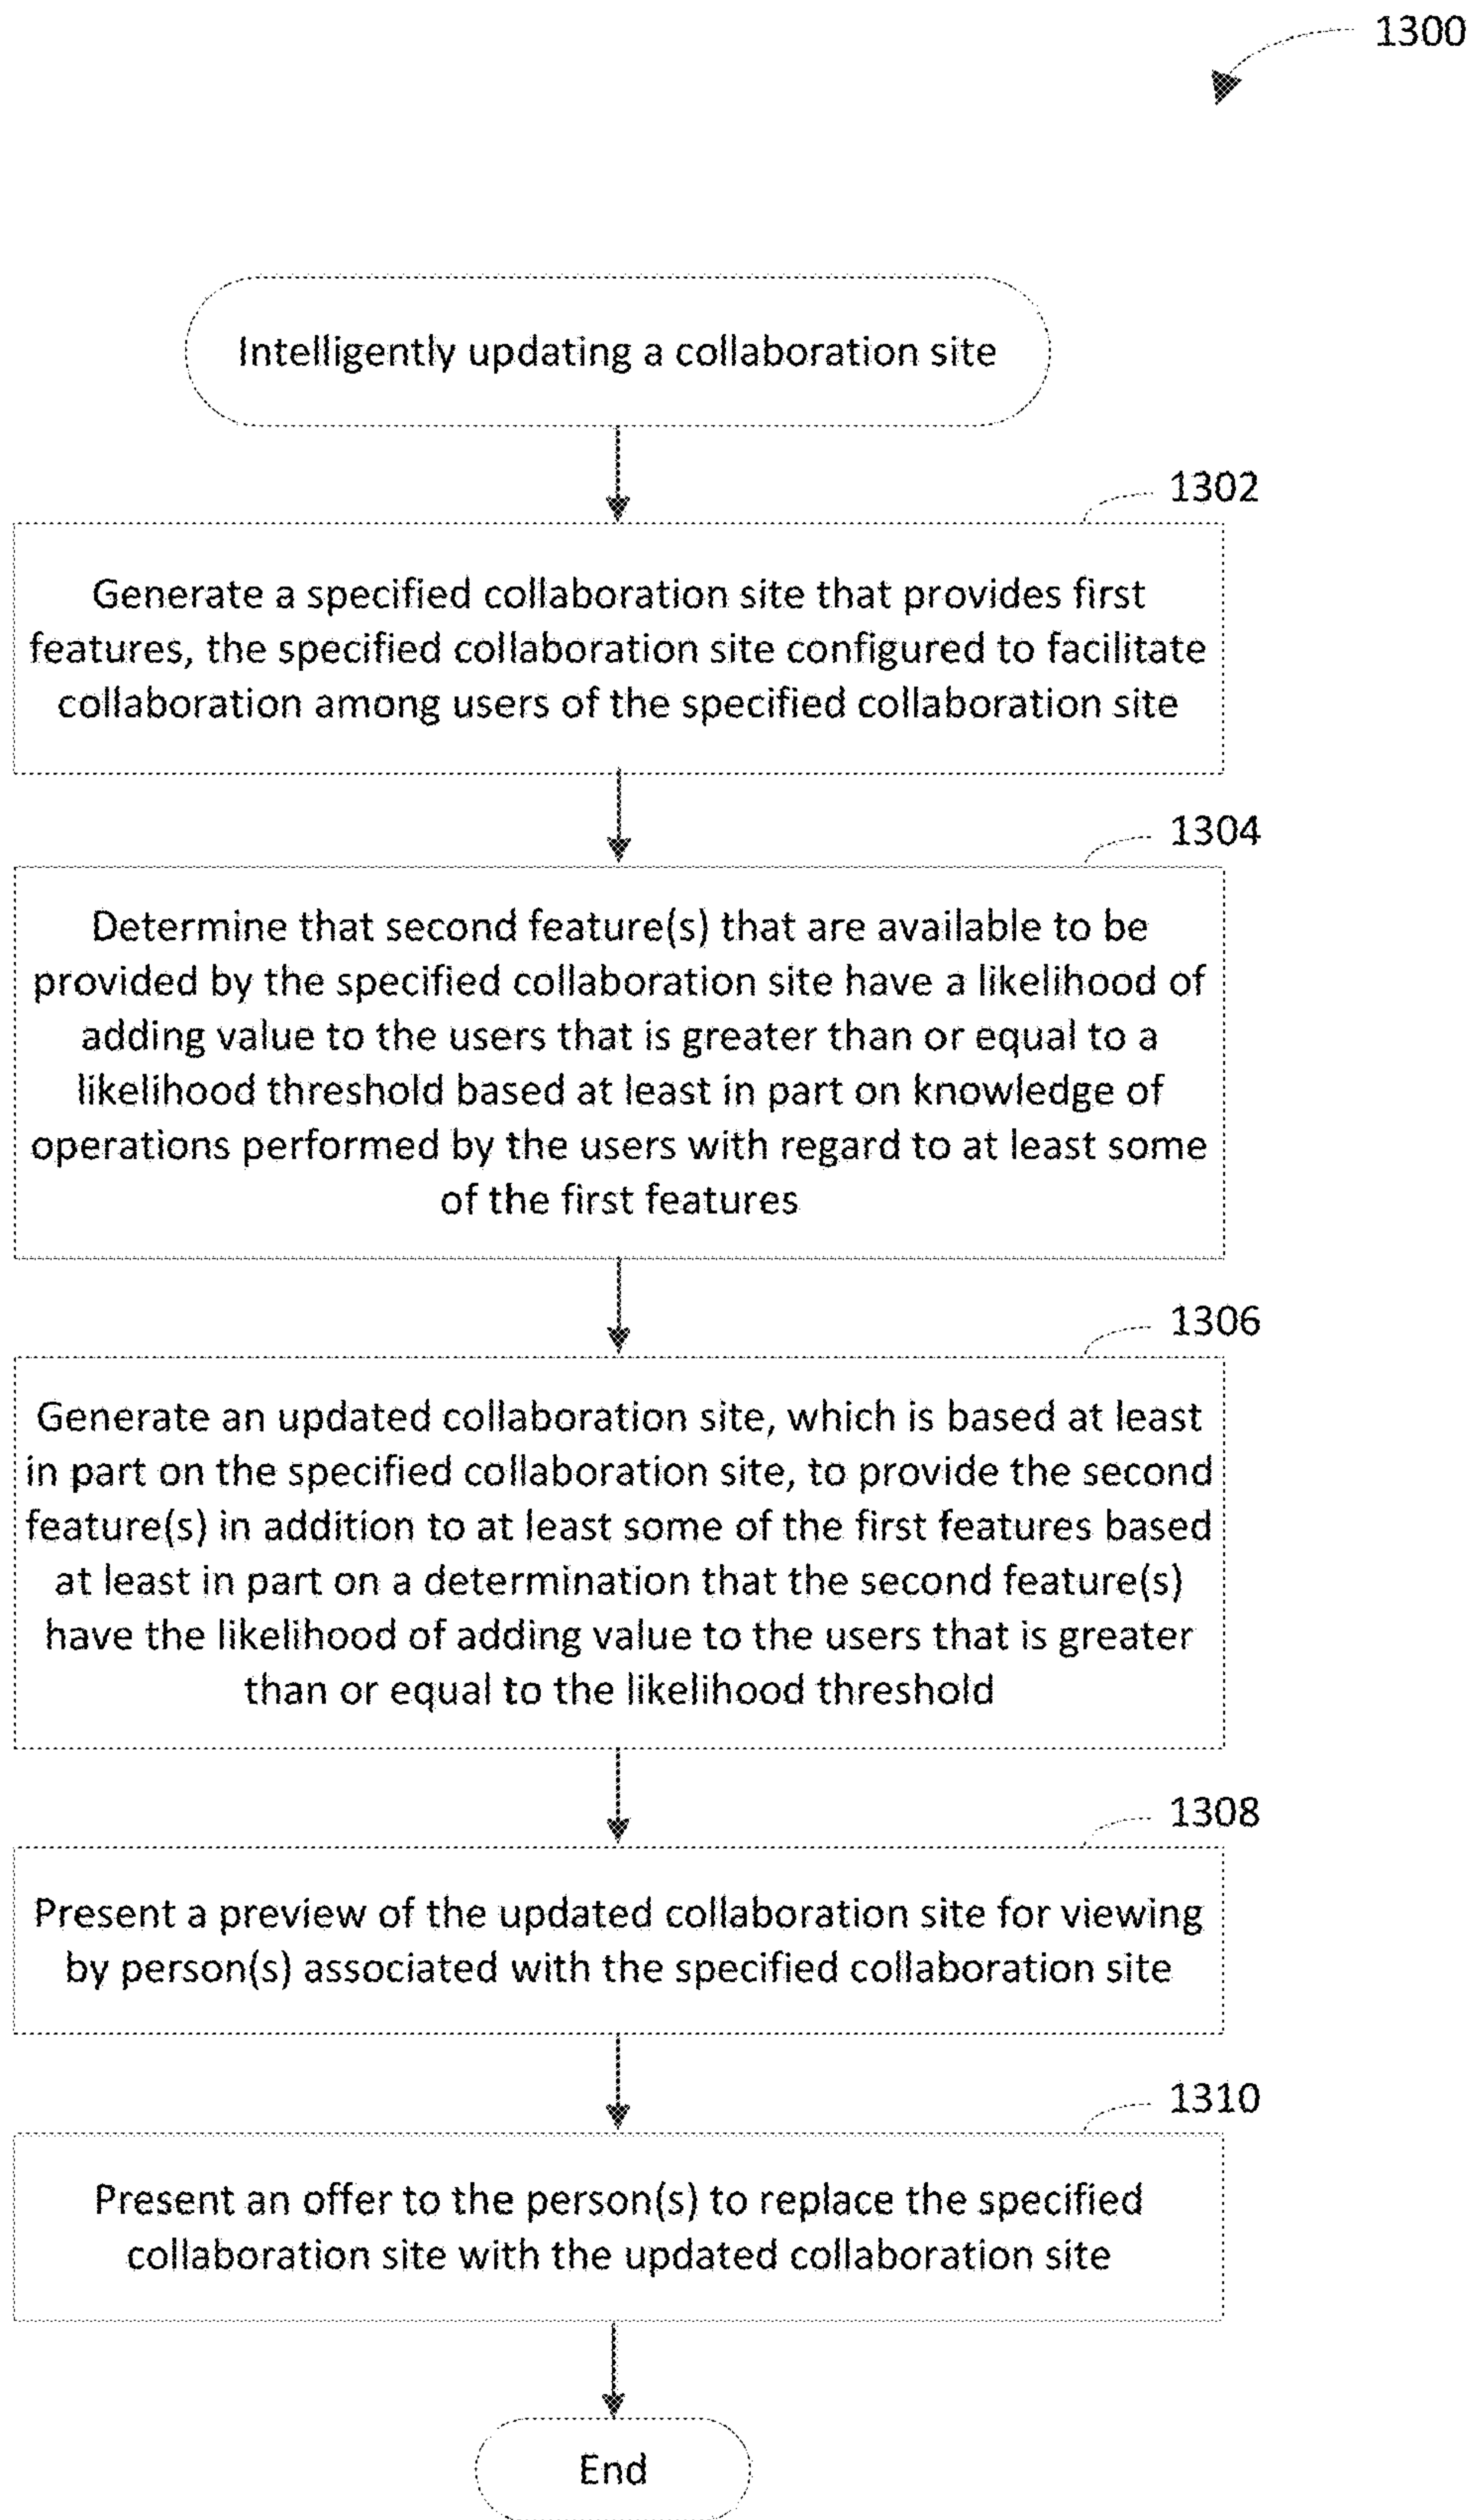 1300
Intelligently updating a collaboration site
1302
Generate a specified collaboration site that provides first
features, the specified collaboration site configured to facilitate
collaboration among users of the specified collaboration site
1304
Determine that second feature(s) that are available to be
provided by the specified collaboration site have a likelihood of
adding value to the users that is greater than or equal to a
likelihood threshold based at least in part on knowledge of
operations performed by the users with regard to at least some
of the first features
1306
Generate an updated collaboration site, which is based at least
in part on the specified collaboration site, to provide the second
feature(s) in addition to at least some of the first features based
at least in part on a determination that the second feature(s)
have the likelihood of adding value to the users that is greater
than or equal to the likelihood threshold
1308
Present a preview of the updated collaboration site for viewing
by person(s) associated with the specified collaboration site
1310
Present an offer to the person(s) to replace the specified
collaboration site with the updated collaboration site
End